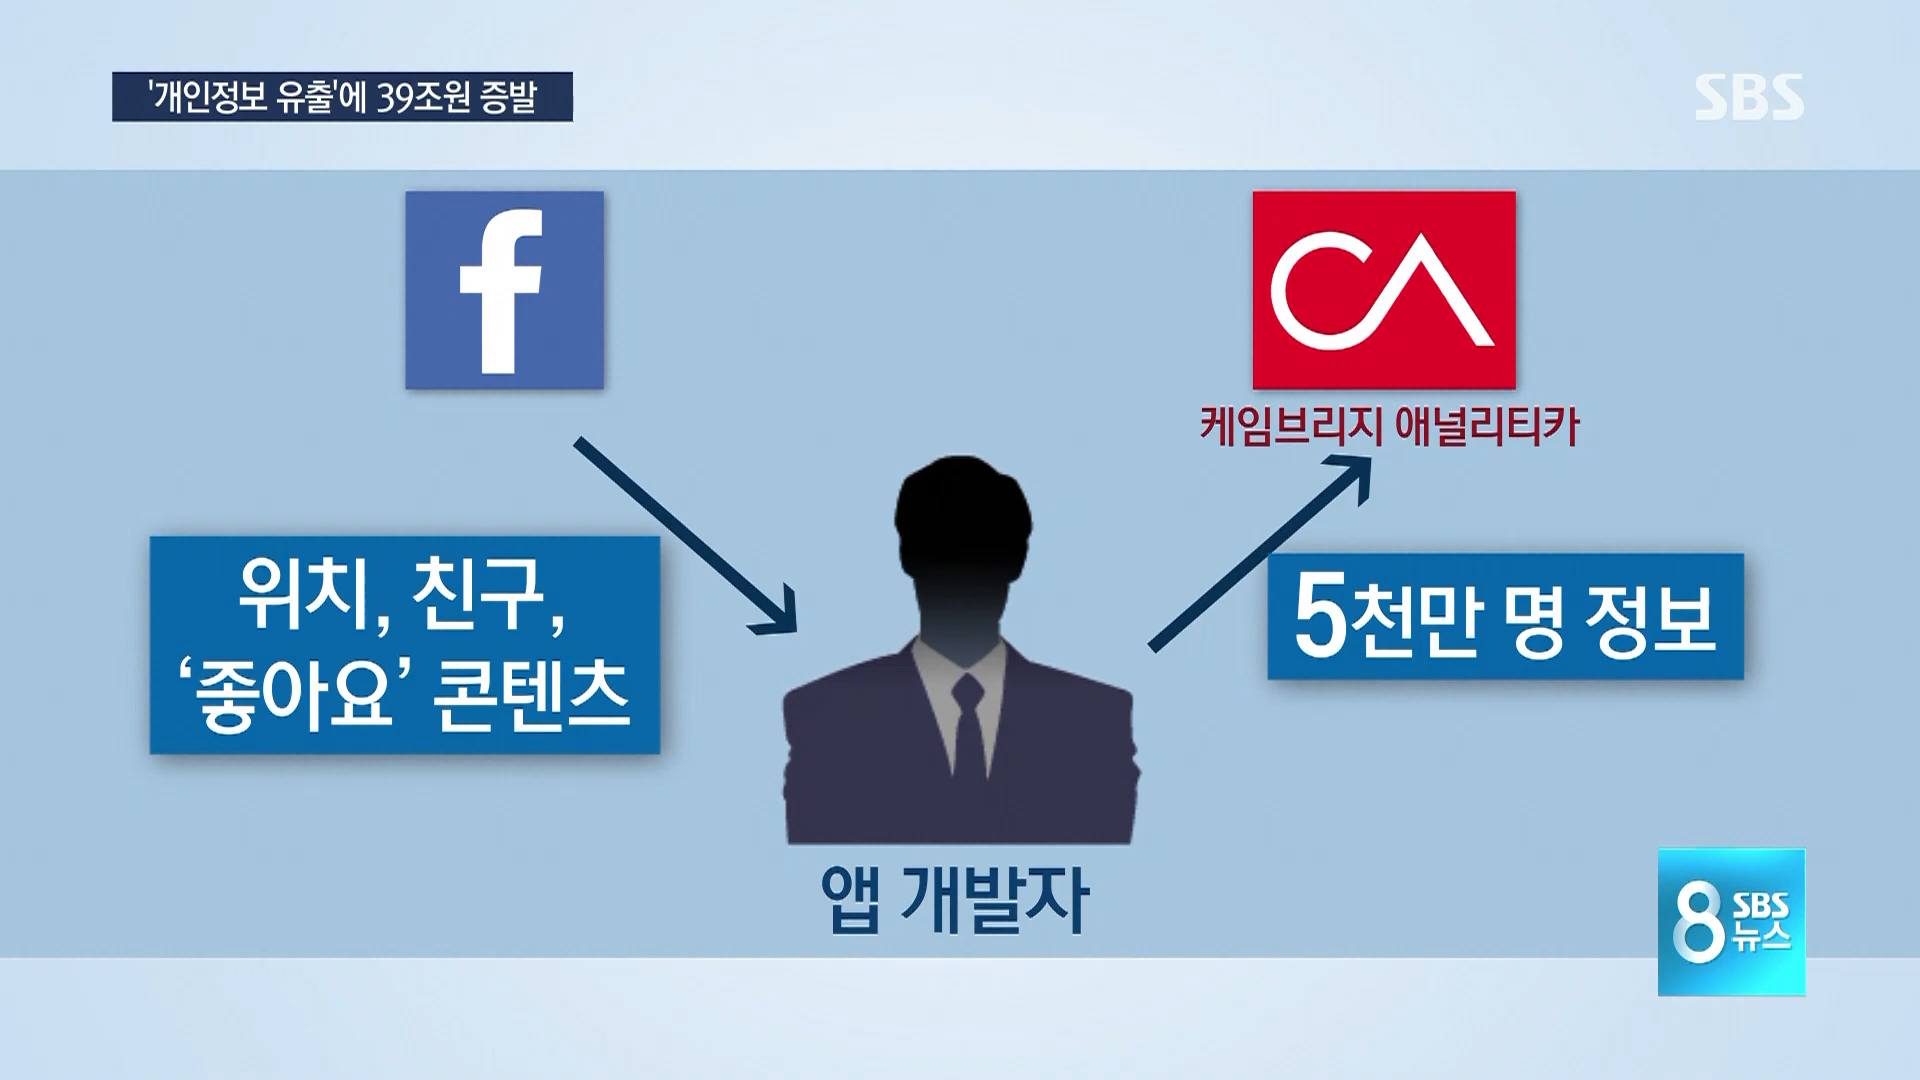 '개인정보 유출'에 39조원 증발
SBS
f
CA
케임브리지 애널리티카
위치, 친구,
‘좋아요’ 콘텐츠
5천만 명 정보
앱 개발자
8 SBS
뉴스